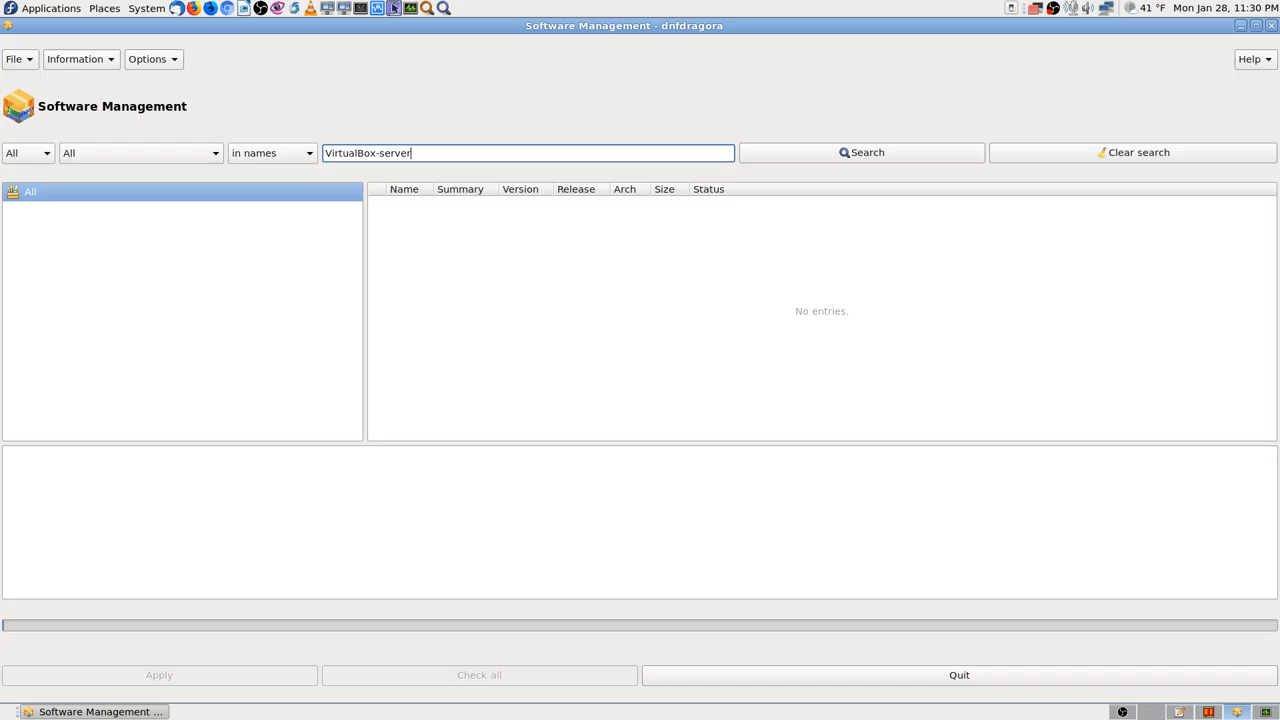 Applications Places System 41 °F Mon Jan 28, 11:30 PM
Software Management - dnfdragora
File Information Options Help
Software Management
All All in names VirtualBox-server Search Clear search
All
Name Summary Version Release Arch Size Status
No entries.
Apply Check all Quit
Software Management ...